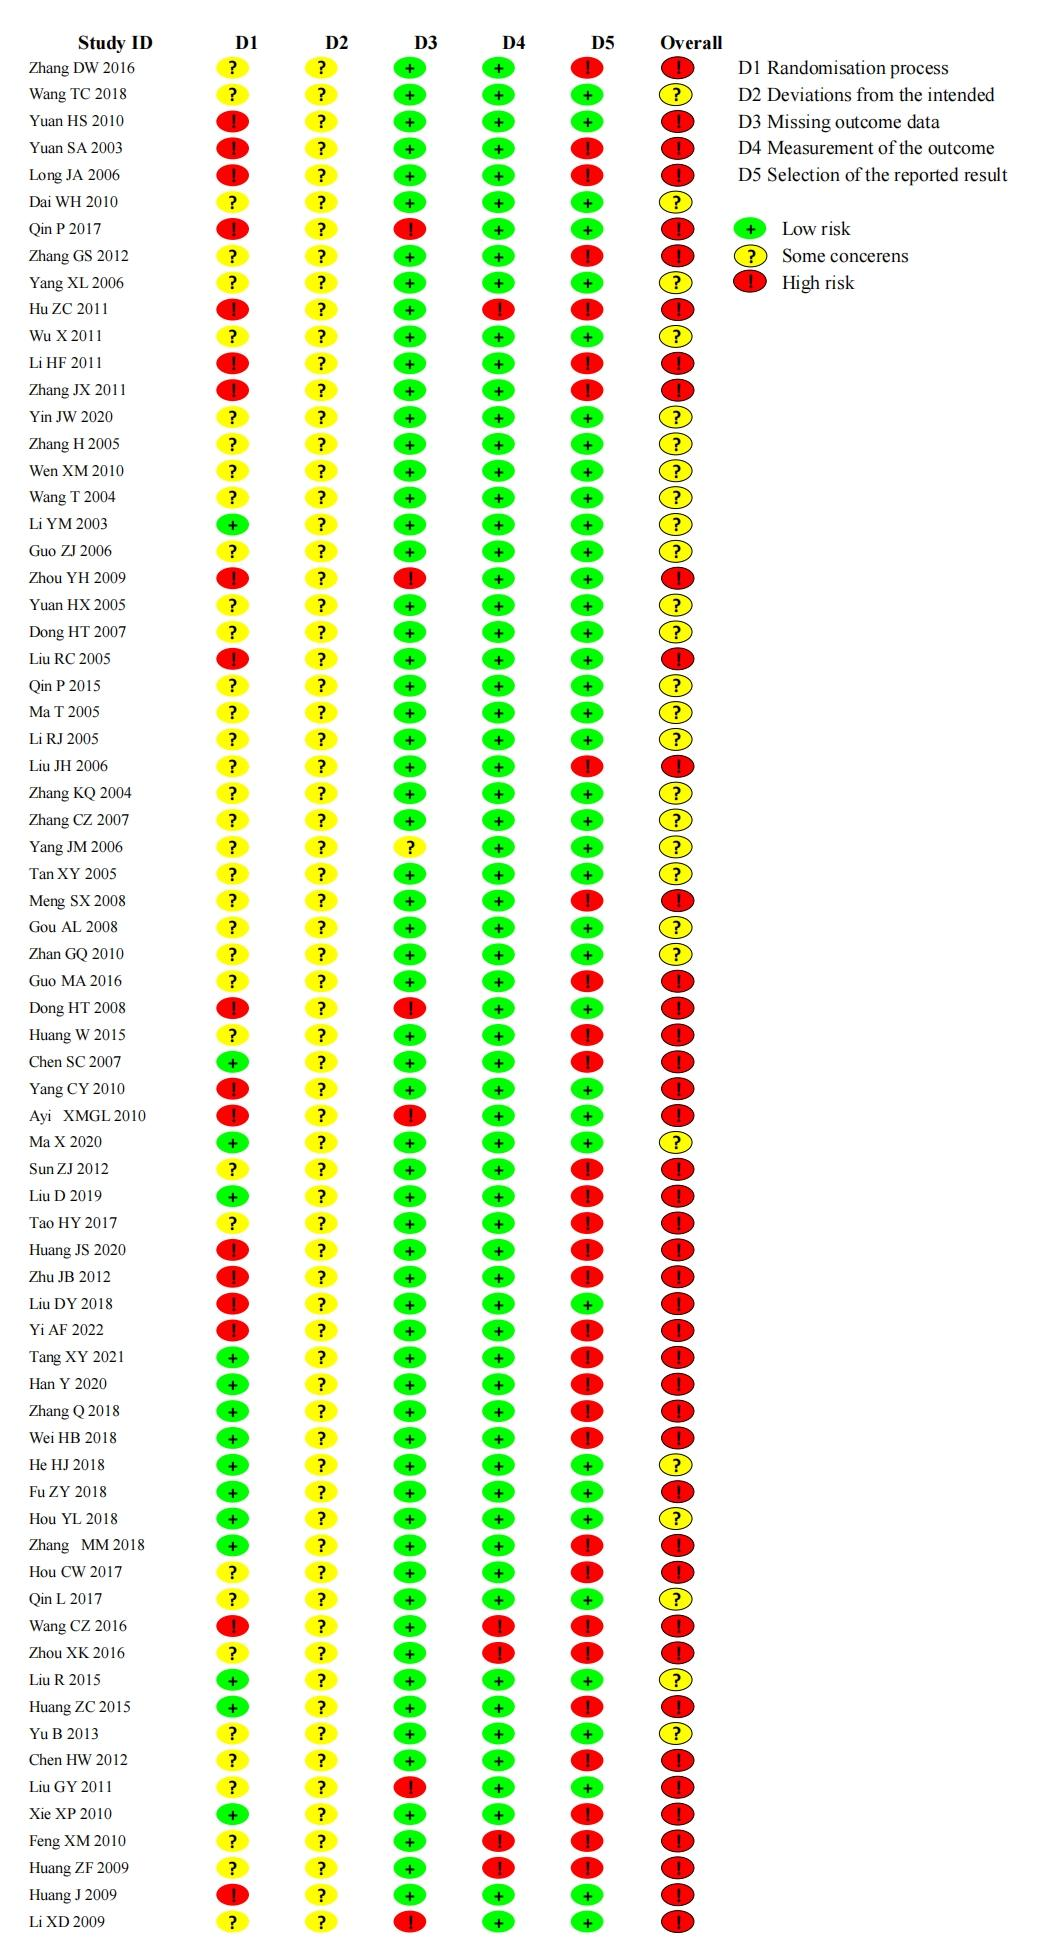 Study ID D1 D2 D3 D4 D5 Overall
Zhang DW 2016 ? ? + + ! ! D1 Randomisation process
Wang TC 2018 ? ? + + + ? D2 Deviations from the intended
Yuan HS 2010 ! ? + + + ! D3 Missing outcome data
Yuan SA 2003 ! ? + + ! ! D4 Measurement of the outcome
Long JA 2006 ! ? + + ! ! D5 Selection of the reported result
Dai WH 2010 ? ? + + + ?
Qin P 2017 ! ? ! + + ! + Low risk
Zhang GS 2012 ? ? + + ! ! ? Some concerens
Yang XL 2006 ? ? + + + ? ! High risk
Hu ZC 2011 ! ? + ! ! !
Wu X 2011 ? ? + + + ?
Li HF 2011 ! ? + + ! !
Zhang JX 2011 ! ? + + ! !
Yin JW 2020 ? ? + + + ?
Zhang H 2005 ? ? + + + ?
Wen XM 2010 ? ? + + + ?
Wang T 2004 ? ? + + + ?
Li YM 2003 + ? + + + ?
Guo ZJ 2006 ? ? + + + ?
Zhou YH 2009 ! ? ! + + !
Yuan HX 2005 ? ? + + + ?
Dong HT 2007 ? ? + + + ?
Liu RC 2005 ! ? + + + !
Qin P 2015 ? ? + + + ?
Ma T 2005 ? ? + + + ?
Li RJ 2005 ? ? + + + ?
Liu JH 2006 ? ? + + ! !
Zhang KQ 2004 ? ? + + + ?
Zhang CZ 2007 ? ? + + + ?
Yang JM 2006 ? ? ? + + ?
Tan XY 2005 ? ? + + + ?
Meng SX 2008 ? ? + + ! !
Gou AL 2008 ? ? + + + ?
Zhan GQ 2010 ? ? + + + ?
Guo MA 2016 ? ? + + ! !
Dong HT 2008 ! ? ! + + !
Huang W 2015 ? ? + + ! !
Chen SC 2007 + ? + + ! !
Yang CY 2010 ! ? + + + !
Ayi XMGL 2010 ! ? ! + + !
Ma X 2020 + ? + + + ?
Sun ZJ 2012 ? ? + + ! !
Liu D 2019 + ? + + ! !
Tao HY 2017 ? ? + + ! !
Huang JS 2020 ! ? + + ! !
Zhu JB 2012 ! ? + + ! !
Liu DY 2018 ! ? + + + !
Yi AF 2022 ! ? + + ! !
Tang XY 2021 + ? + + ! !
Han Y 2020 + ? + + ! !
Zhang Q 2018 + ? + + ! !
Wei HB 2018 + ? + + ! !
He HJ 2018 + ? + + + ?
Fu ZY 2018 + ? + + + !
Hou YL 2018 + ? + + + ?
Zhang MM 2018 + ? + + ! !
Hou CW 2017 ? ? + + ! !
Qin L 2017 ? ? + + + ?
Wang CZ 2016 ! ? + ! ! !
Zhou XK 2016 ? ? + ! ! !
Liu R 2015 + ? + + + ?
Huang ZC 2015 + ? + + ! !
Yu B 2013 ? ? + + + ?
Chen HW 2012 ? ? + + ! !
Liu GY 2011 ? ? ! + + !
Xie XP 2010 + ? + + ! !
Feng XM 2010 ? ? + ! ! !
Huang ZF 2009 ? ? + ! ! !
Huang J 2009 ! ? + + + !
Li XD 2009 ? ? ! + + !